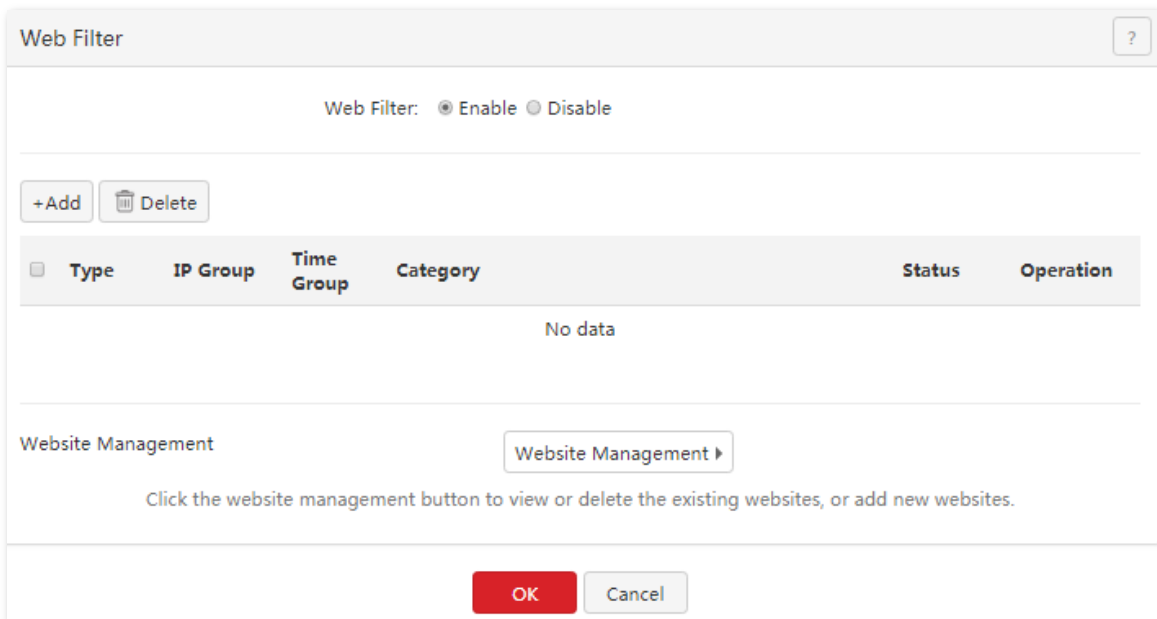 Web Filter
?
Web Filter: Enable Disable
+Add Delete
Type IP Group Time Group Category Status Operation
No data
Website Management Website Management
Click the website management button to view or delete the existing websites, or add new websites.
OK Cancel